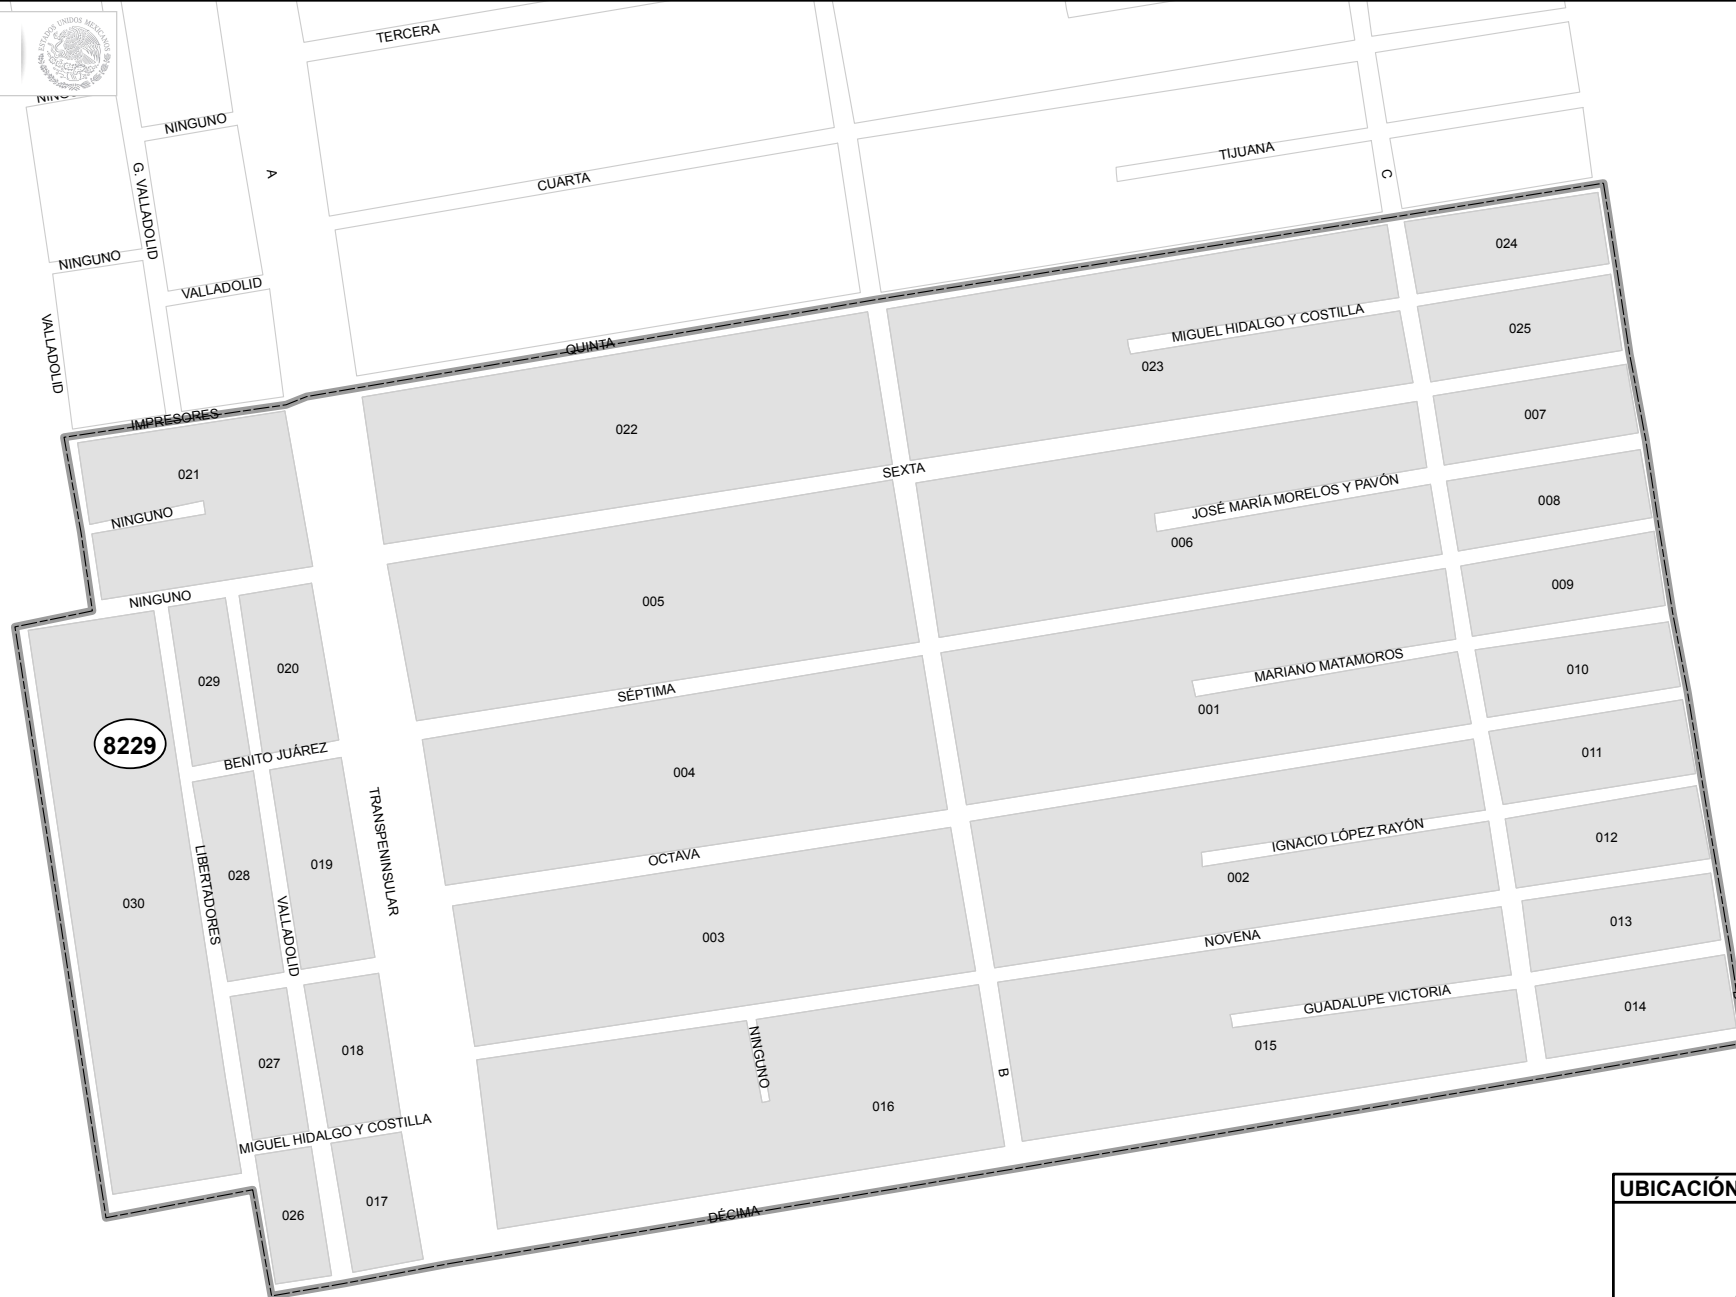 TERCERA
ESTADOS UNIDOS MEXICANOS
NINGUNO
G. VALLADOLID
A
CUARTA
TIJUANA
C
NINGUNO
VALLADOLID
VALLADOLID
QUINTA
IMPRESORES
024
MIGUEL HIDALGO Y COSTILLA
025
023
007
022
021
SEXTA
JOSÉ MARÍA MORELOS Y PAVÓN
008
NINGUNO
006
009
NINGUNO
005
MARIANO MATAMOROS
010
029
020
SÉPTIMA
001
8229
BENITO JUÁREZ
004
011
TRANSPENINSULAR
IGNACIO LÓPEZ RAYÓN
012
OCTAVA
LIBERTADORES
028
019
002
030
VALLADOLID
003
NOVENA
013
GUADALUPE VICTORIA
014
027
018
NINGUNO
015
B
016
MIGUEL HIDALGO Y COSTILLA
026
017
DÉCIMA
UBICACIÓN